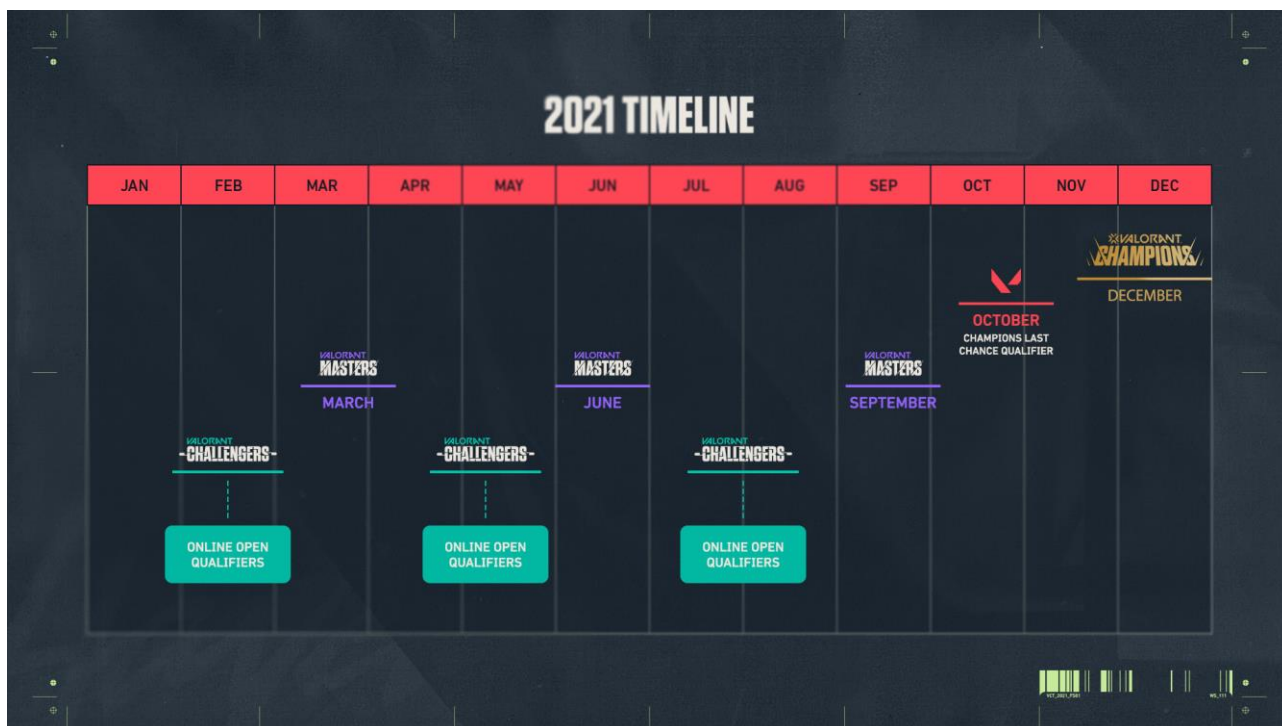 2021 TIMELINE
JAN FEB MAR APR MAY JUN JUL AUG SEP OCT NOV DEC
VALORANT
CHAMPIONS
DECEMBER
OCTOBER
CHAMPIONS LAST
CHANCE QUALIFIER
VALORANT
MASTERS
MARCH
VALORANT
MASTERS
JUNE
VALORANT
MASTERS
SEPTEMBER
VALORANT
-CHALLENGERS-
ONLINE OPEN
QUALIFIERS
VALORANT
-CHALLENGERS-
ONLINE OPEN
QUALIFIERS
VALORANT
-CHALLENGERS-
ONLINE OPEN
QUALIFIERS